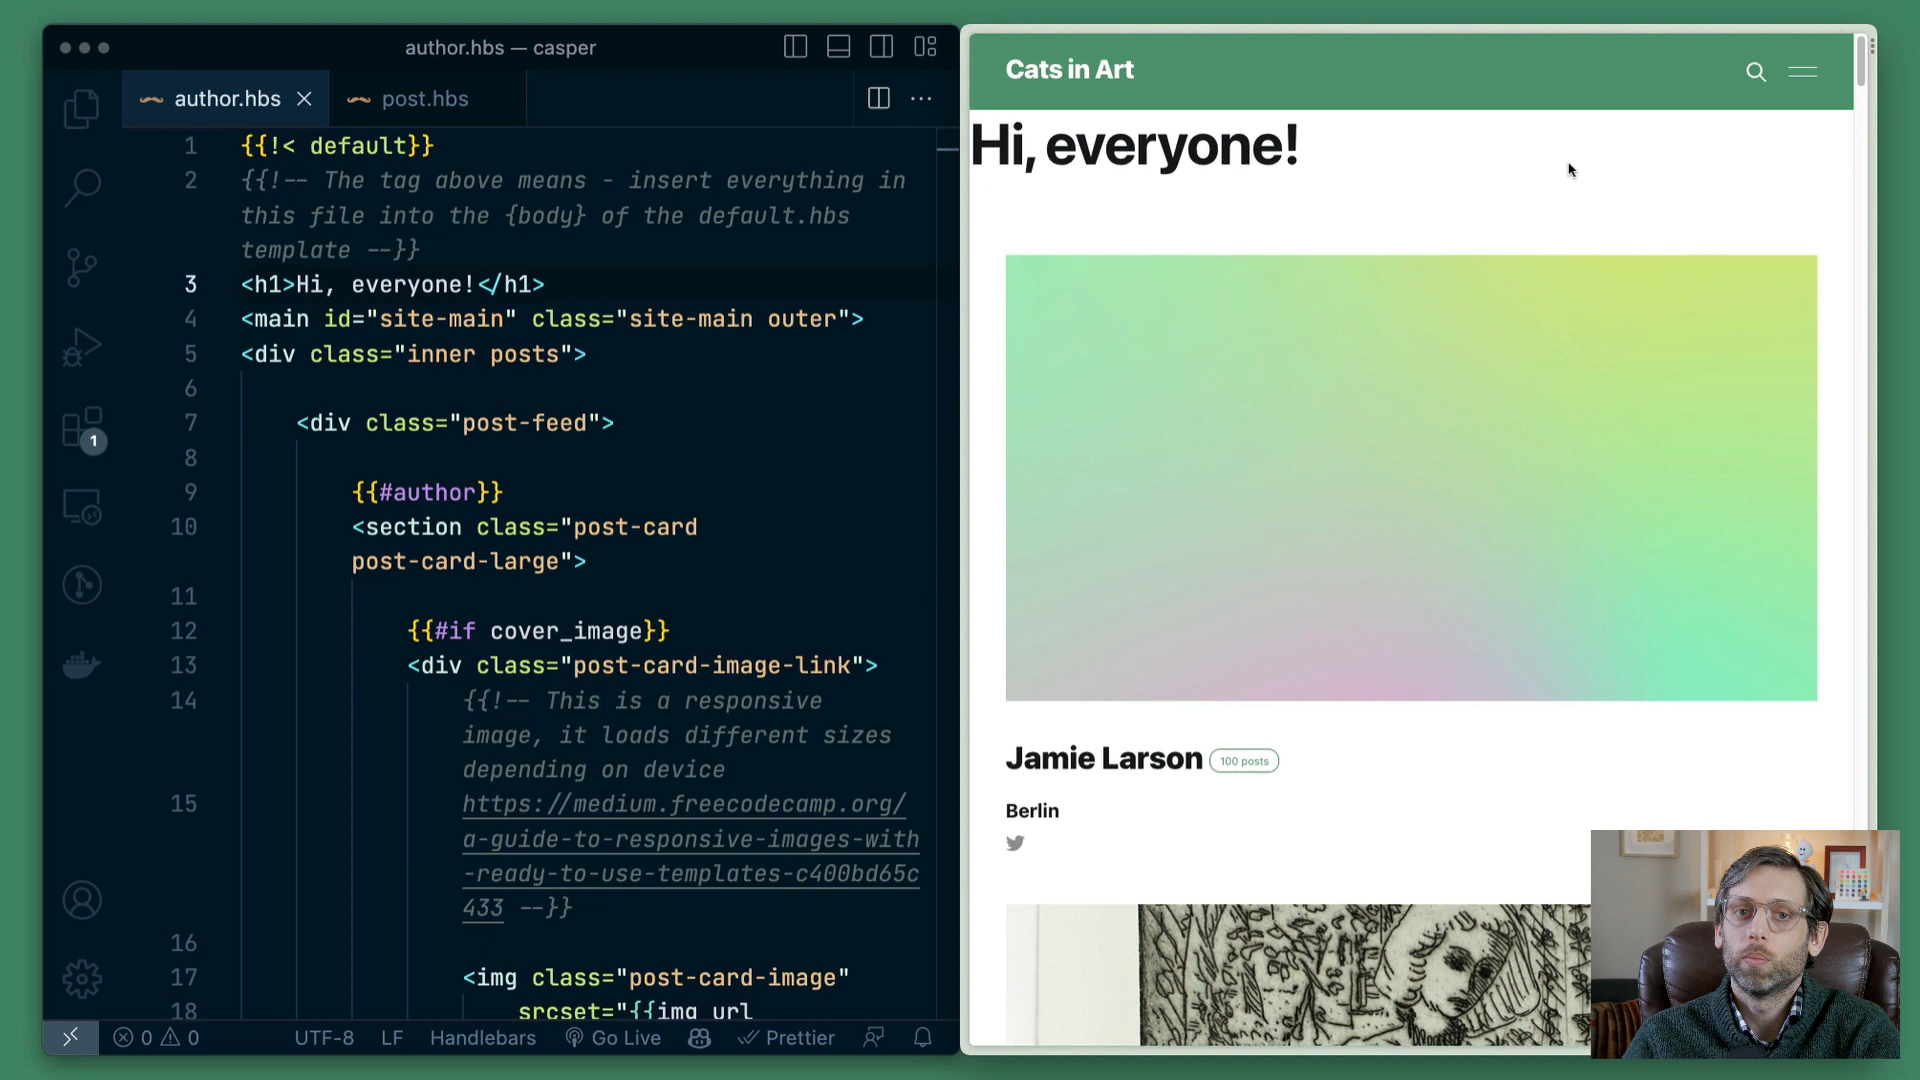 author.hbs — casper
author.hbs
post.hbs
1 {{!< default}}
2 {{!-- The tag above means - insert everything in
this file into the {body} of the default.hbs
template --}}
3 <h1>Hi, everyone!</h1>
4 <main id="site-main" class="site-main outer">
5 <div class="inner posts">
6
7 <div class="post-feed">
8
9 {{#author}}
10 <section class="post-card
post-card-large">
11
12 {{#if cover_image}}
13 <div class="post-card-image-link">
14 {{!-- This is a responsive
image, it loads different sizes
depending on device
15 https://medium.freecodecamp.org/
a-guide-to-responsive-images-with
-ready-to-use-templates-c400bd65c
433 --}}
16
17 <img class="post-card-image"
18 srcset="{{img_url
1
0 0 UTF-8 LF Handlebars Go Live Prettier
Cats in Art
Hi, everyone!
Jamie Larson 100 posts
Berlin